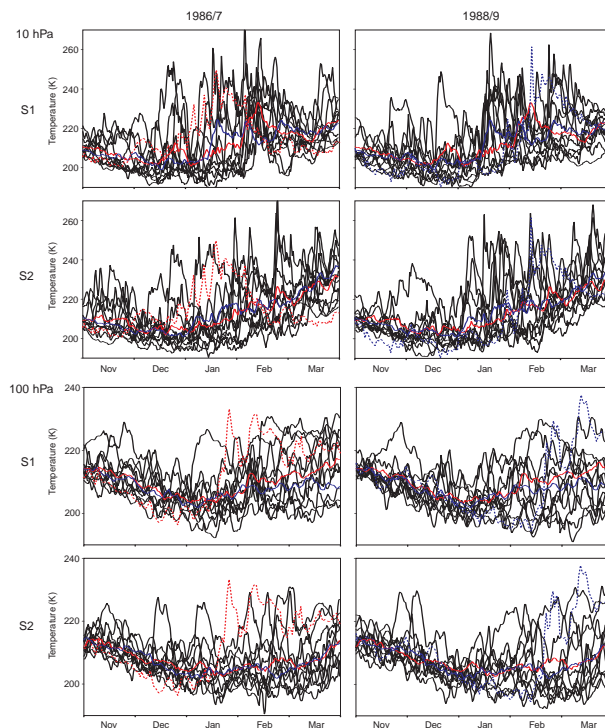 1986/7 1988/9
10 hPa
S1
Temperature (K)
260
240
220
200
S2
Temperature (K)
260
240
220
200
Nov Dec Jan Feb Mar Nov Dec Jan Feb Mar
100 hPa
S1
Temperature (K)
240
220
200
S2
Temperature (K)
240
220
200
Nov Dec Jan Feb Mar Nov Dec Jan Feb Mar